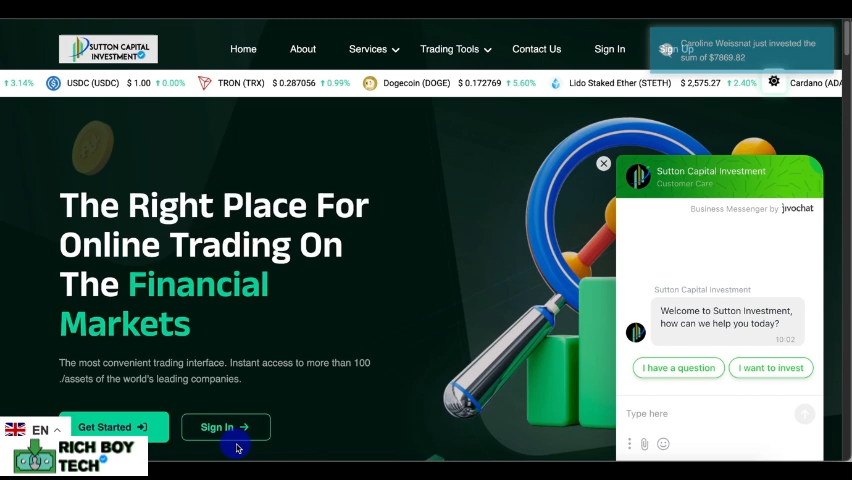 SUTTON CAPITAL
INVESTMENT
Home
About
Services
Trading Tools
Contact Us
Sign In
Sign Up
Caroline Weissnat just invested the
sum of $7869.82
3.14%
USDC (USDC) $ 1.00 0.00%
TRON (TRX) $ 0.287056 0.99%
Dogecoin (DOGE) $ 0.172769 5.60%
Lido Staked Ether (STETH) $ 2,575.27 2.40%
Cardano (ADA
The Right Place For
Online Trading On
The Financial
Markets
The most convenient trading interface. Instant access to more than 100
./assets of the world's leading companies.
Get Started
Sign In
EN
RICH BOY
TECH
Sutton Capital Investment
Customer Care
Business Messenger by jivochat
Sutton Capital Investment
Welcome to Sutton Investment,
how can we help you today?
10:02
I have a question
I want to invest
Type here